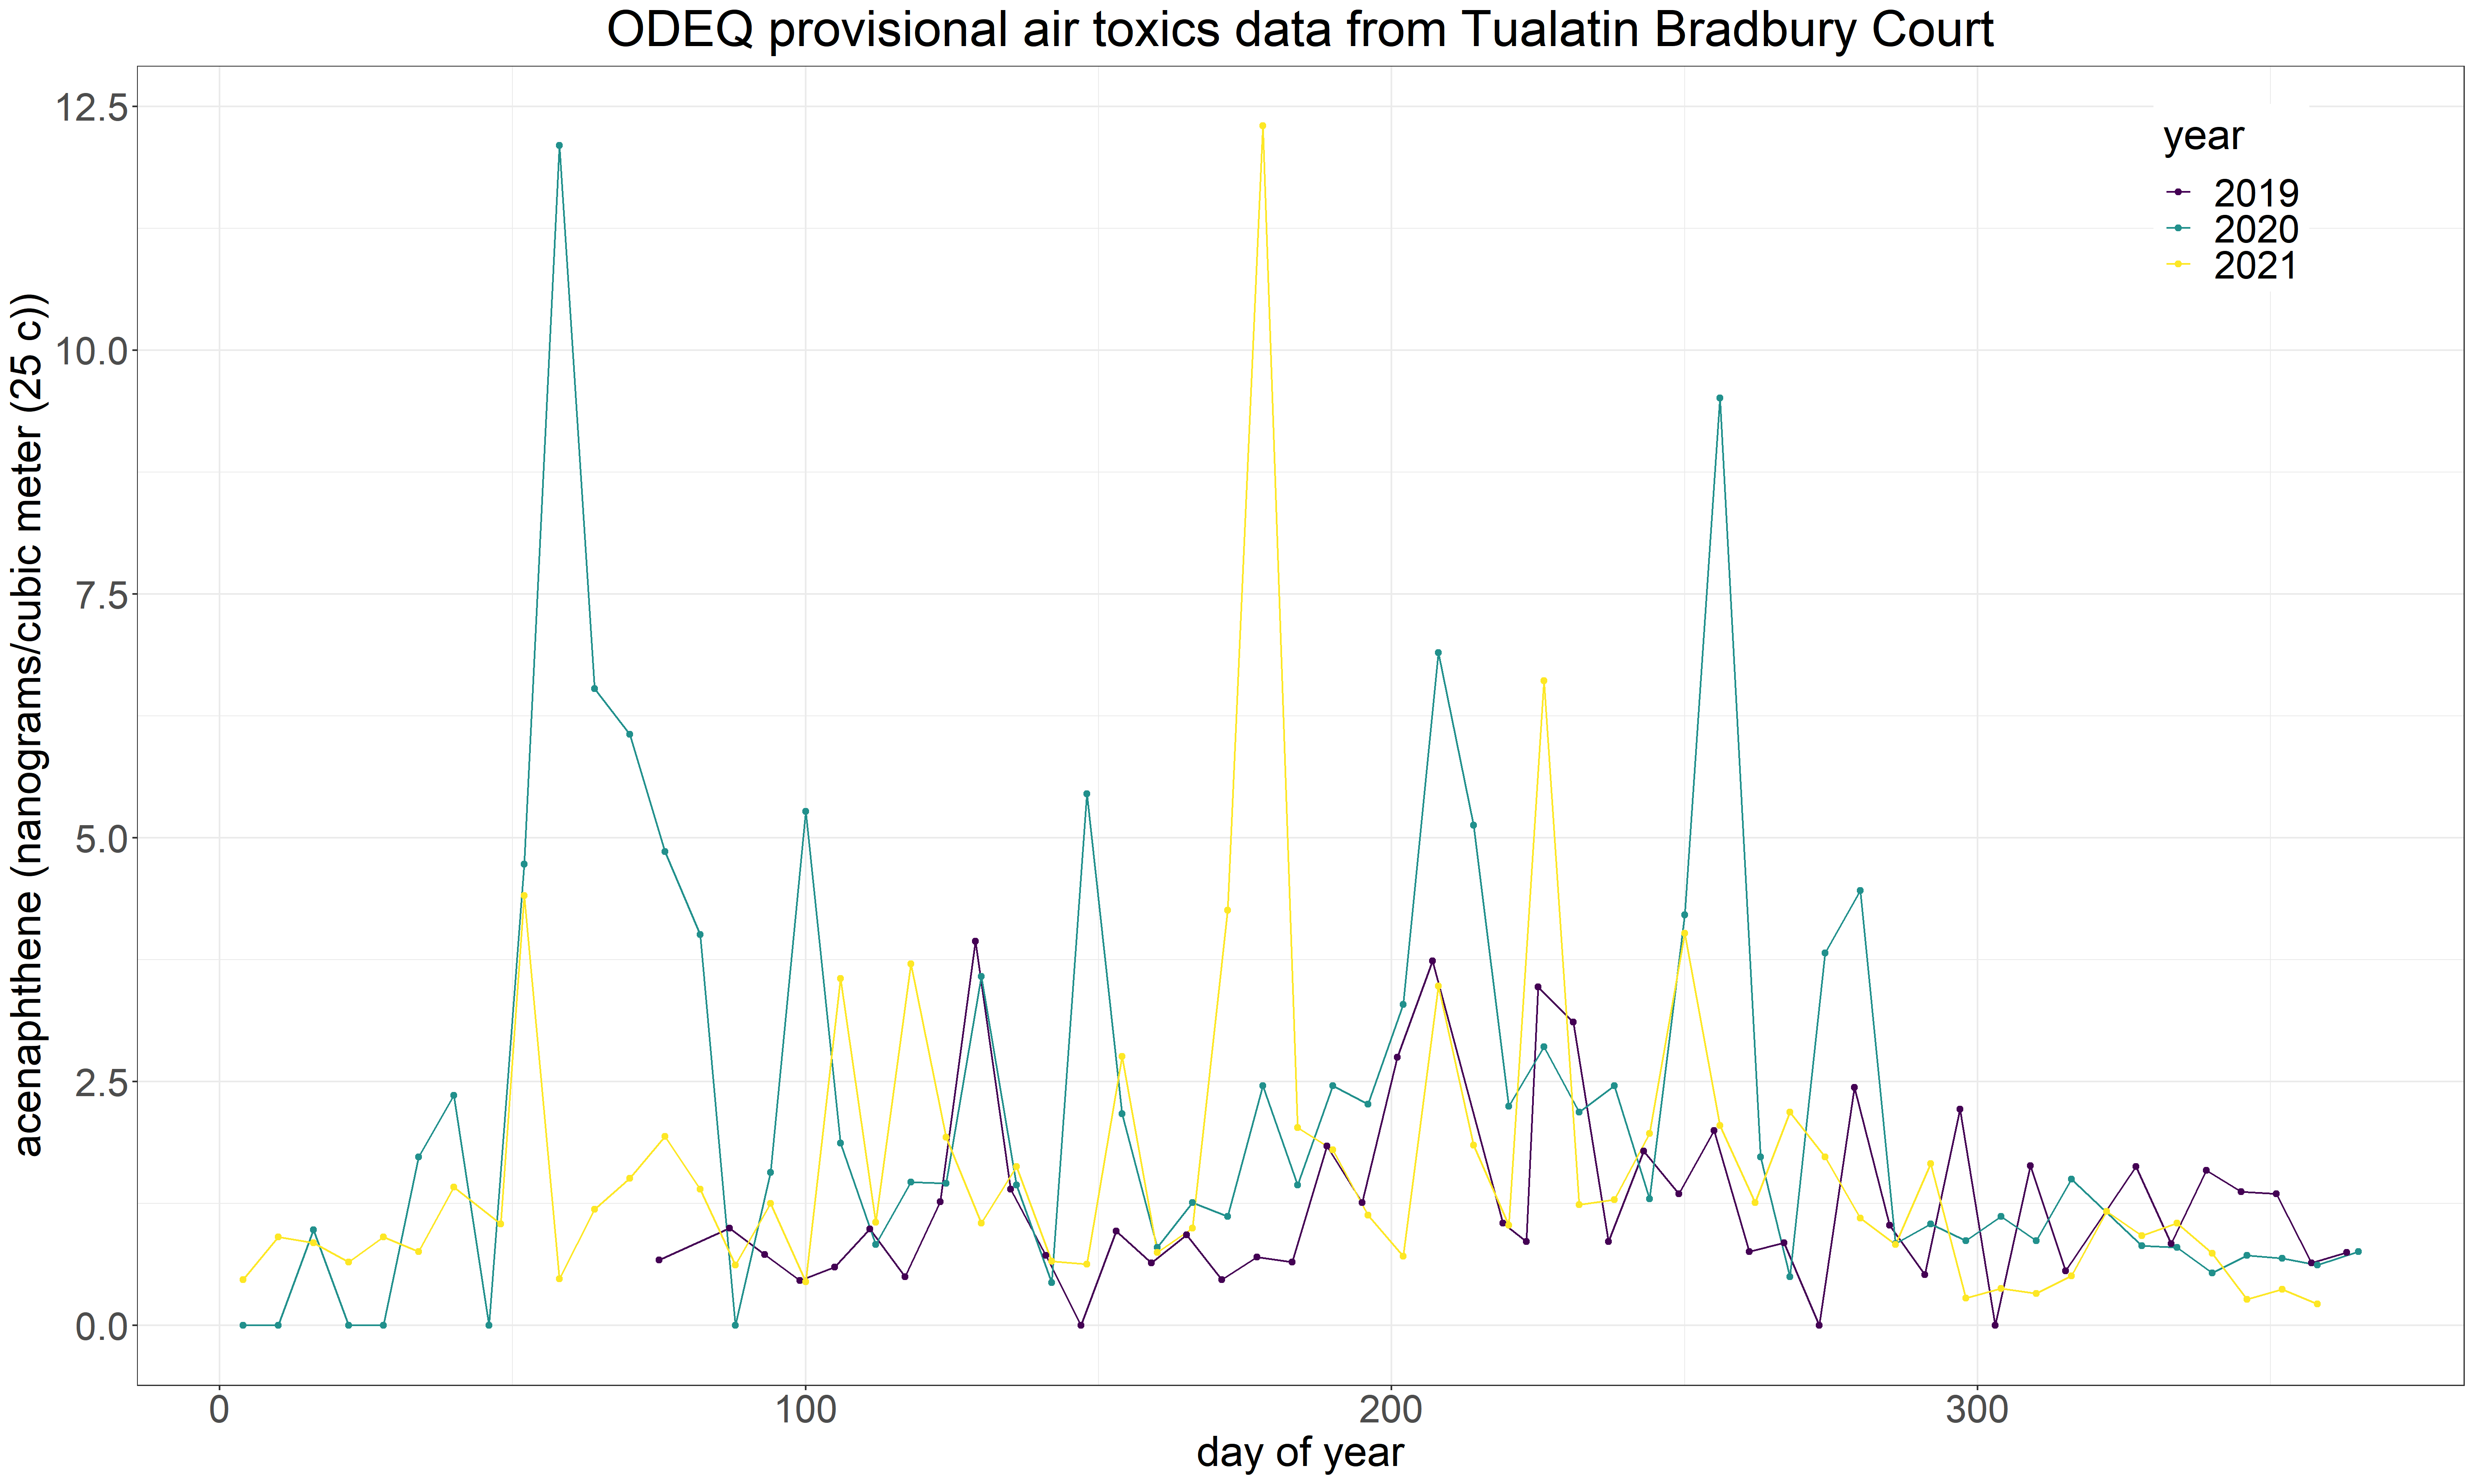 ODEQ provisional air toxics data from Tualatin Bradbury Court
12.5
10.0
7.5
5.0
2.5
0.0
acenaphthene (nanograms/cubic meter (25 c))
year
2019
2020
2021
0 100 200 300
day of year